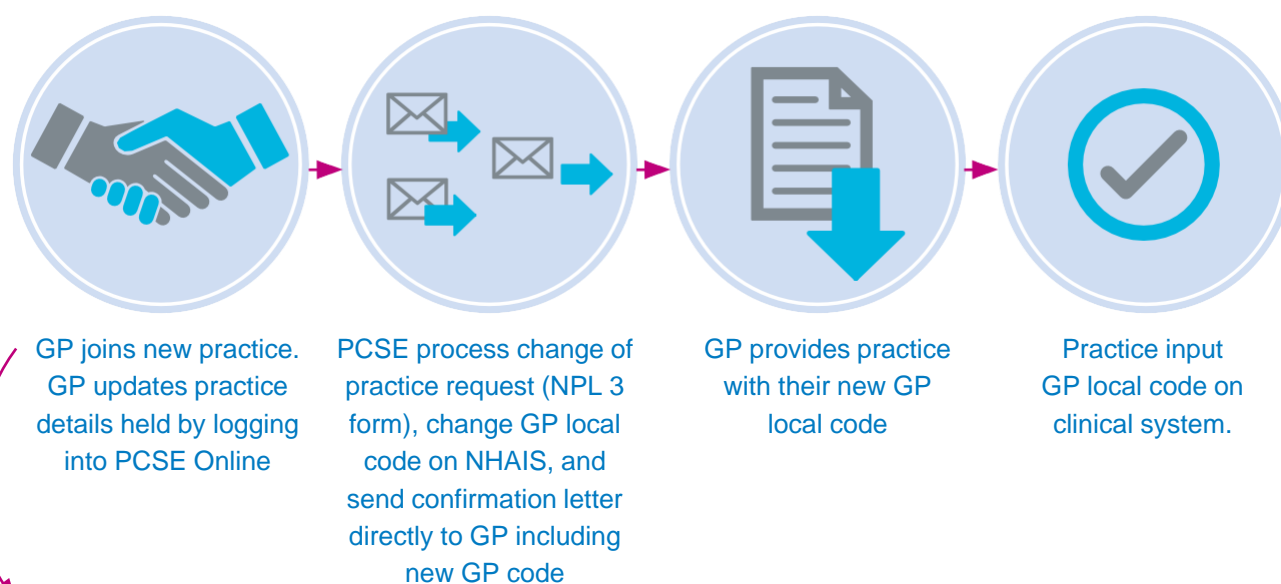 GP joins new practice.
GP updates practice
details held by logging
into PCSE Online
PCSE process change of
practice request (NPL 3
form), change GP local
code on NHAIS, and
send confirmation letter
directly to GP including
new GP code
GP provides practice
with their new GP
local code
Practice input
GP local code on
clinical system.